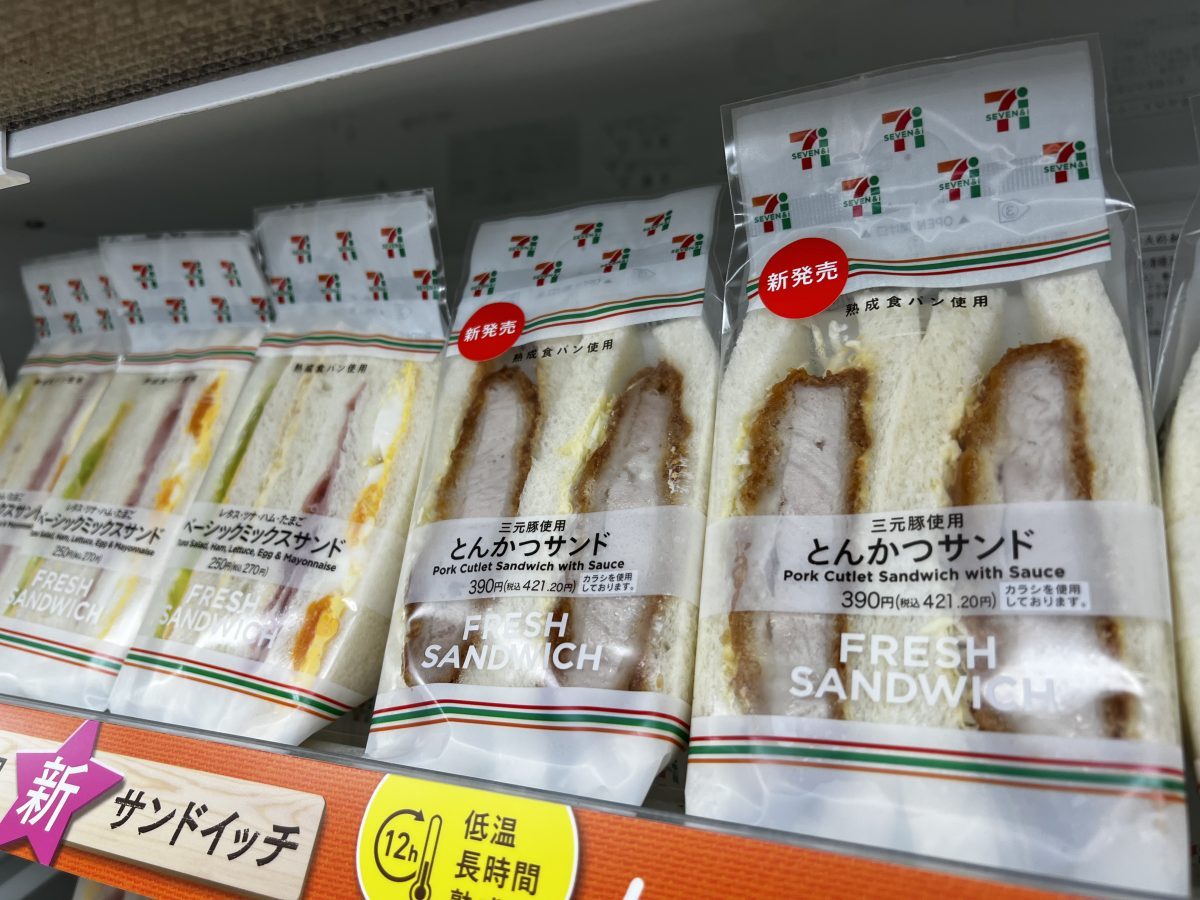 SEVEN&i
新発売
熟成食パン使用
三元豚使用
とんかつサンド
Pork Cutlet Sandwich with Sauce
390円(税込 421.20円) カラシを使用
しております。
FRESH
SANDWICH
新発売
熟成食パン使用
三元豚使用
とんかつサンド
Pork Cutlet Sandwich with Sauce
390円(税込 421.20円) カラシを使用
しております。
FRESH
SANDWICH
熟成食パン使用
レタス・ツナ・ハム・たまご
ベーシックミックスサンド
Tuna Salad, Ham, Lettuce, Egg & Mayonnaise
250円(税込 270円)
FRESH
SANDWICH
レタス・ツナ・ハム・たまご
ベーシックミックスサンド
Tuna Salad, Ham, Lettuce, Egg & Mayonnaise
250円(税込 270円)
FRESH
SANDWICH
新
サンドイッチ
12h
低温
長時間